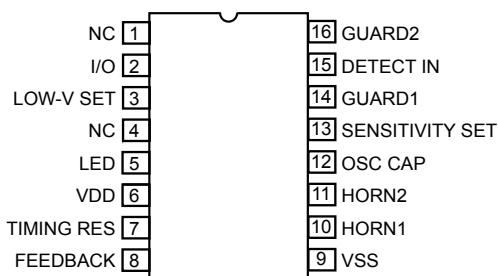 NC 1 16 GUARD2
I/O 2 15 DETECT IN
LOW-V SET 3 14 GUARD1
NC 4 13 SENSITIVITY SET
LED 5 12 OSC CAP
VDD 6 11 HORN2
TIMING RES 7 10 HORN1
FEEDBACK 8 9 VSS